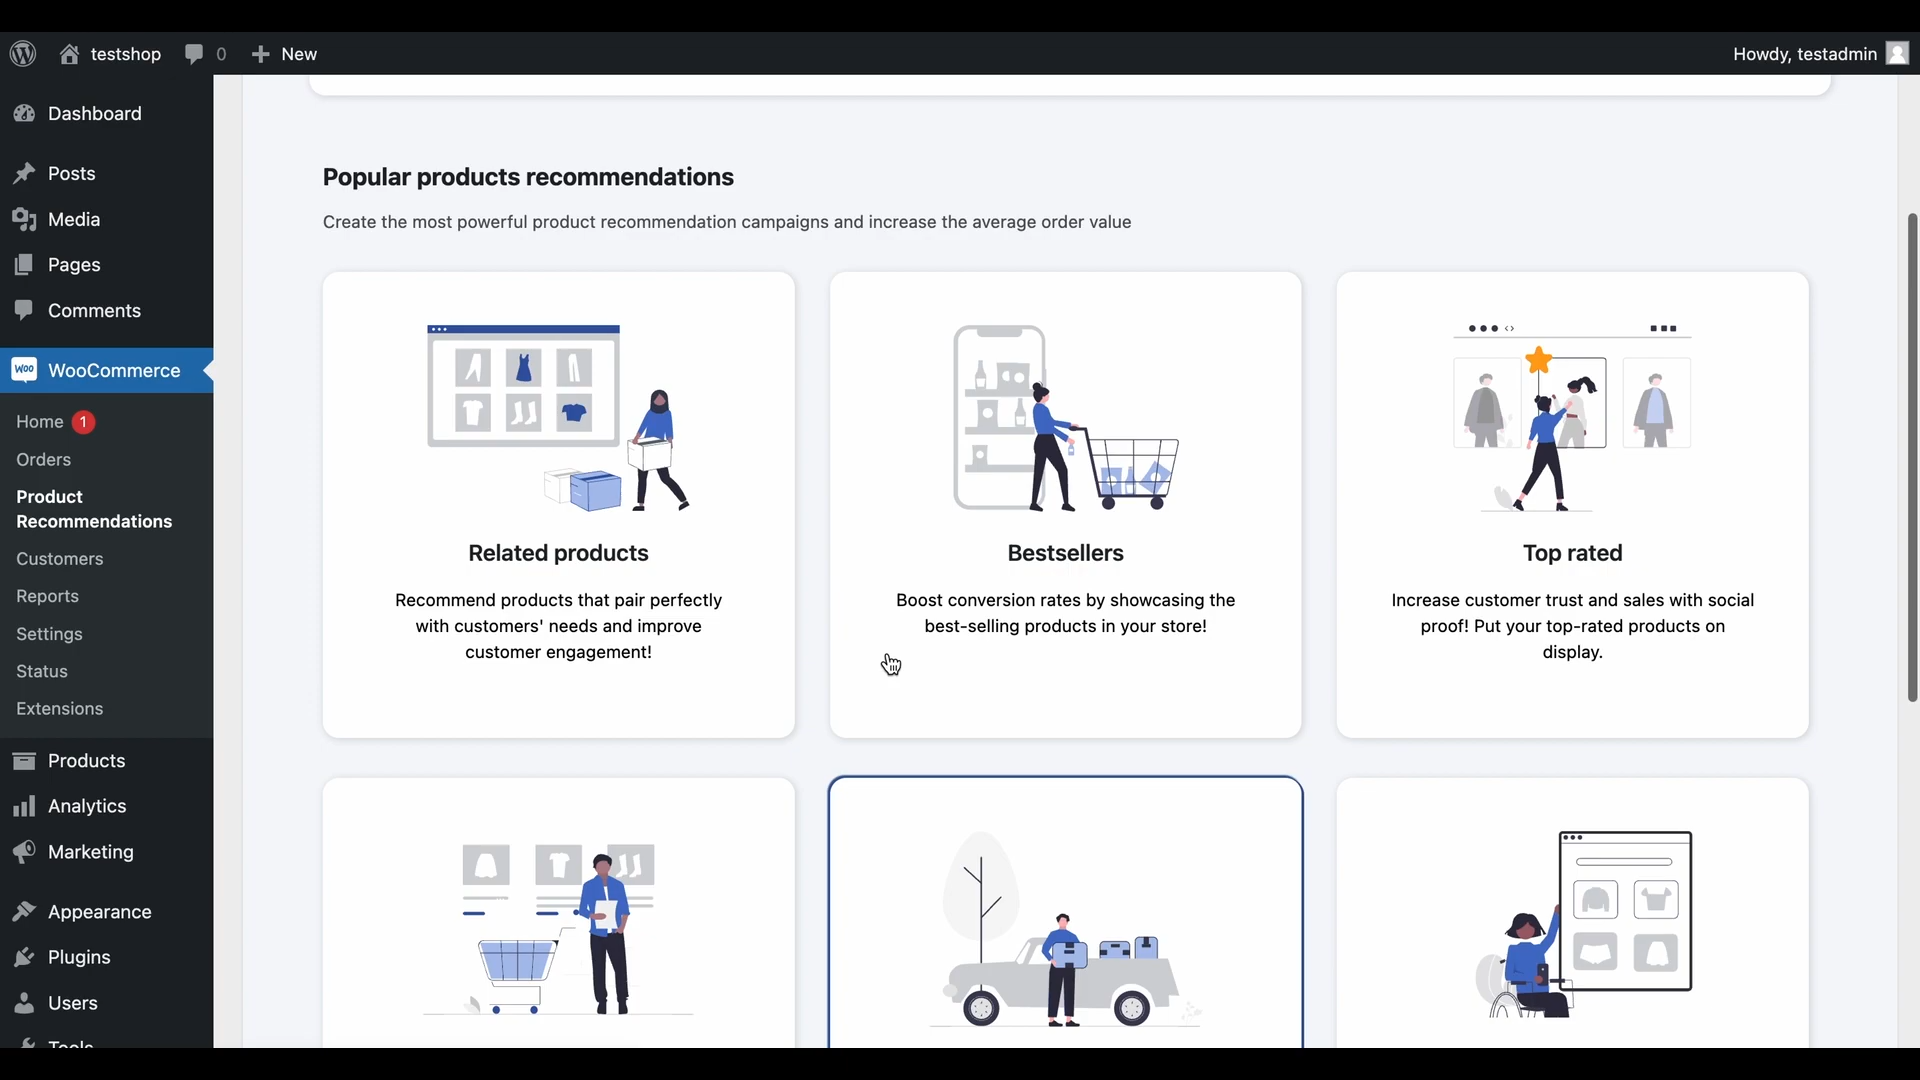 testshop
0
New
Howdy, testadmin
Dashboard
Posts
Media
Pages
Comments
WOO
WooCommerce
Home 1
Orders
Product
Recommendations
Customers
Reports
Settings
Status
Extensions
Products
Analytics
Marketing
Appearance
Plugins
Users
Tools
Popular products recommendations
Create the most powerful product recommendation campaigns and increase the average order value
Related products
Recommend products that pair perfectly
with customers' needs and improve
customer engagement!
Bestsellers
Boost conversion rates by showcasing the
best-selling products in your store!
Top rated
Increase customer trust and sales with social
proof! Put your top-rated products on
display.